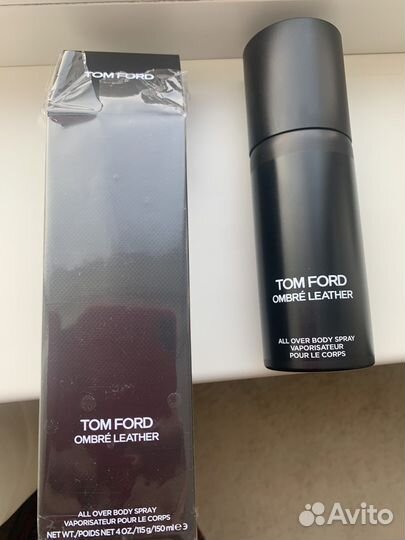 TOM FORD
TOM FORD
OMBRÉ LEATHER
ALL OVER BODY SPRAY
VAPORISATEUR POUR LE CORPS
NET WT./POIDS NET 4 OZ./115 g/150 ml ℮ Э
TOM FORD
OMBRÉ LEATHER
ALL OVER BODY SPRAY
VAPORISATEUR
POUR LE CORPS
Avito